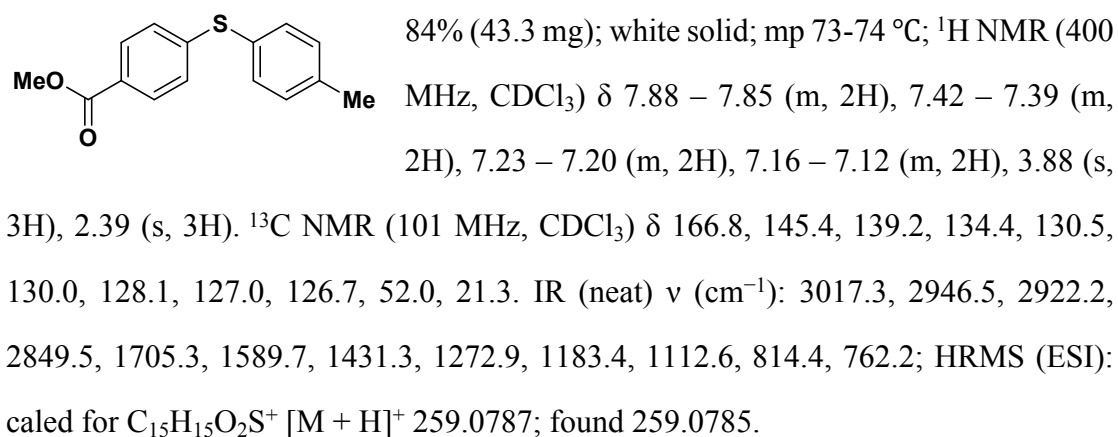 S
MeO
O
Me
84% (43.3 mg); white solid; mp 73-74 ℃; ¹H NMR (400
MHz, CDCl₃) δ 7.88 – 7.85 (m, 2H), 7.42 – 7.39 (m,
2H), 7.23 – 7.20 (m, 2H), 7.16 – 7.12 (m, 2H), 3.88 (s,
3H), 2.39 (s, 3H). ¹³C NMR (101 MHz, CDCl₃) δ 166.8, 145.4, 139.2, 134.4, 130.5,
130.0, 128.1, 127.0, 126.7, 52.0, 21.3. IR (neat) ν (cm⁻¹): 3017.3, 2946.5, 2922.2,
2849.5, 1705.3, 1589.7, 1431.3, 1272.9, 1183.4, 1112.6, 814.4, 762.2; HRMS (ESI):
caled for C₁₅H₁₅O₂S⁺ [M + H]⁺ 259.0787; found 259.0785.